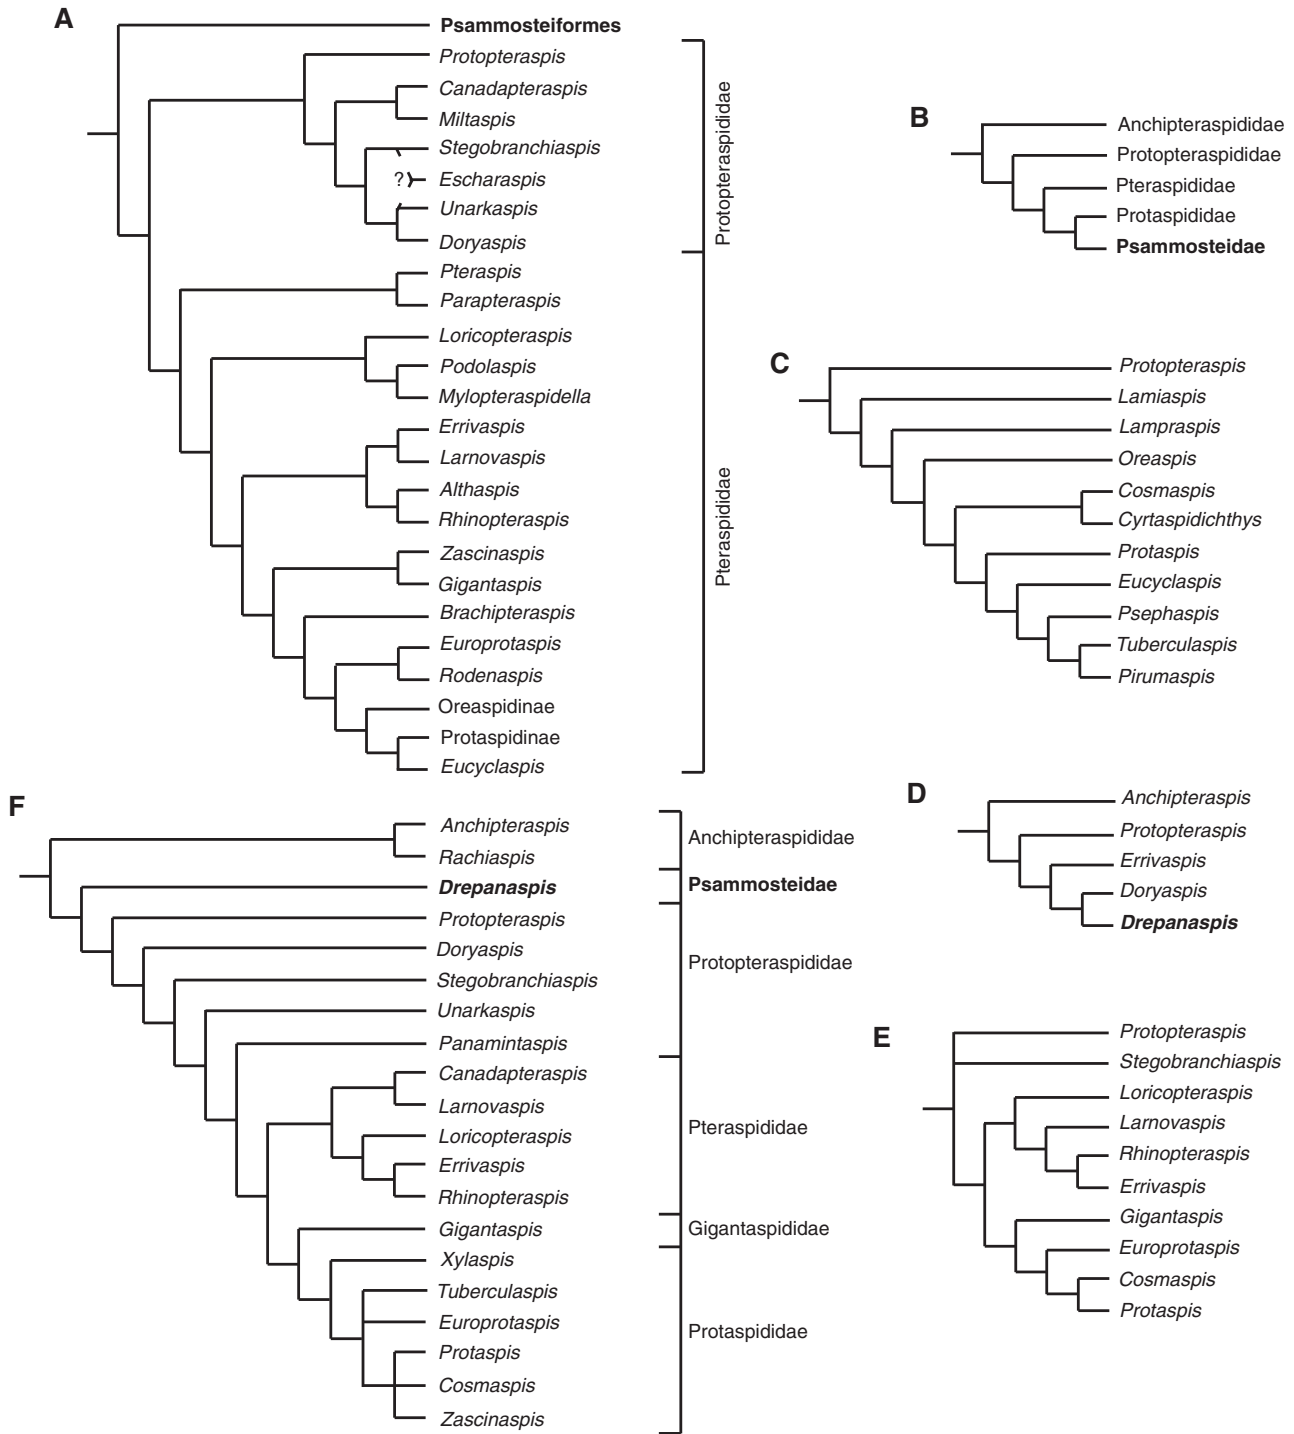 A
Psammosteiformes
Protopteraspis
Canadapteraspis
Miltaspis
Stegobranchiaspis
?
Escharaspis
Unarkaspis
Doryaspis
Pteraspis
Parapteraspis
Loricopteraspis
Podolaspis
Mylopteraspidella
Errivaspis
Larnovaspis
Althaspis
Rhinopteraspis
Zascinaspis
Gigantaspis
Brachipteraspis
Europrotaspis
Rodenaspis
Oreaspidinae
Protaspidinae
Eucyclaspis
Protopteraspididae
Pteraspididae
B
Anchipteraspididae
Protopteraspididae
Pteraspididae
Protaspididae
Psammosteidae
C
Protopteraspis
Lamiaspis
Lampraspis
Oreaspis
Cosmaspis
Cyrtaspidichthys
Protaspis
Eucyclaspis
Psephaspis
Tuberculaspis
Pirumaspis
D
Anchipteraspis
Protopteraspis
Errivaspis
Doryaspis
Drepanaspis
E
Protopteraspis
Stegobranchiaspis
Loricopteraspis
Larnovaspis
Rhinopteraspis
Errivaspis
Gigantaspis
Europrotaspis
Cosmaspis
Protaspis
F
Anchipteraspis
Rachiaspis
Drepanaspis
Protopteraspis
Doryaspis
Stegobranchiaspis
Unarkaspis
Panamintaspis
Canadapteraspis
Larnovaspis
Loricopteraspis
Errivaspis
Rhinopteraspis
Gigantaspis
Xylaspis
Tuberculaspis
Europrotaspis
Protaspis
Cosmaspis
Zascinaspis
Anchipteraspididae
Psammosteidae
Protopteraspididae
Pteraspididae
Gigantaspididae
Protaspididae